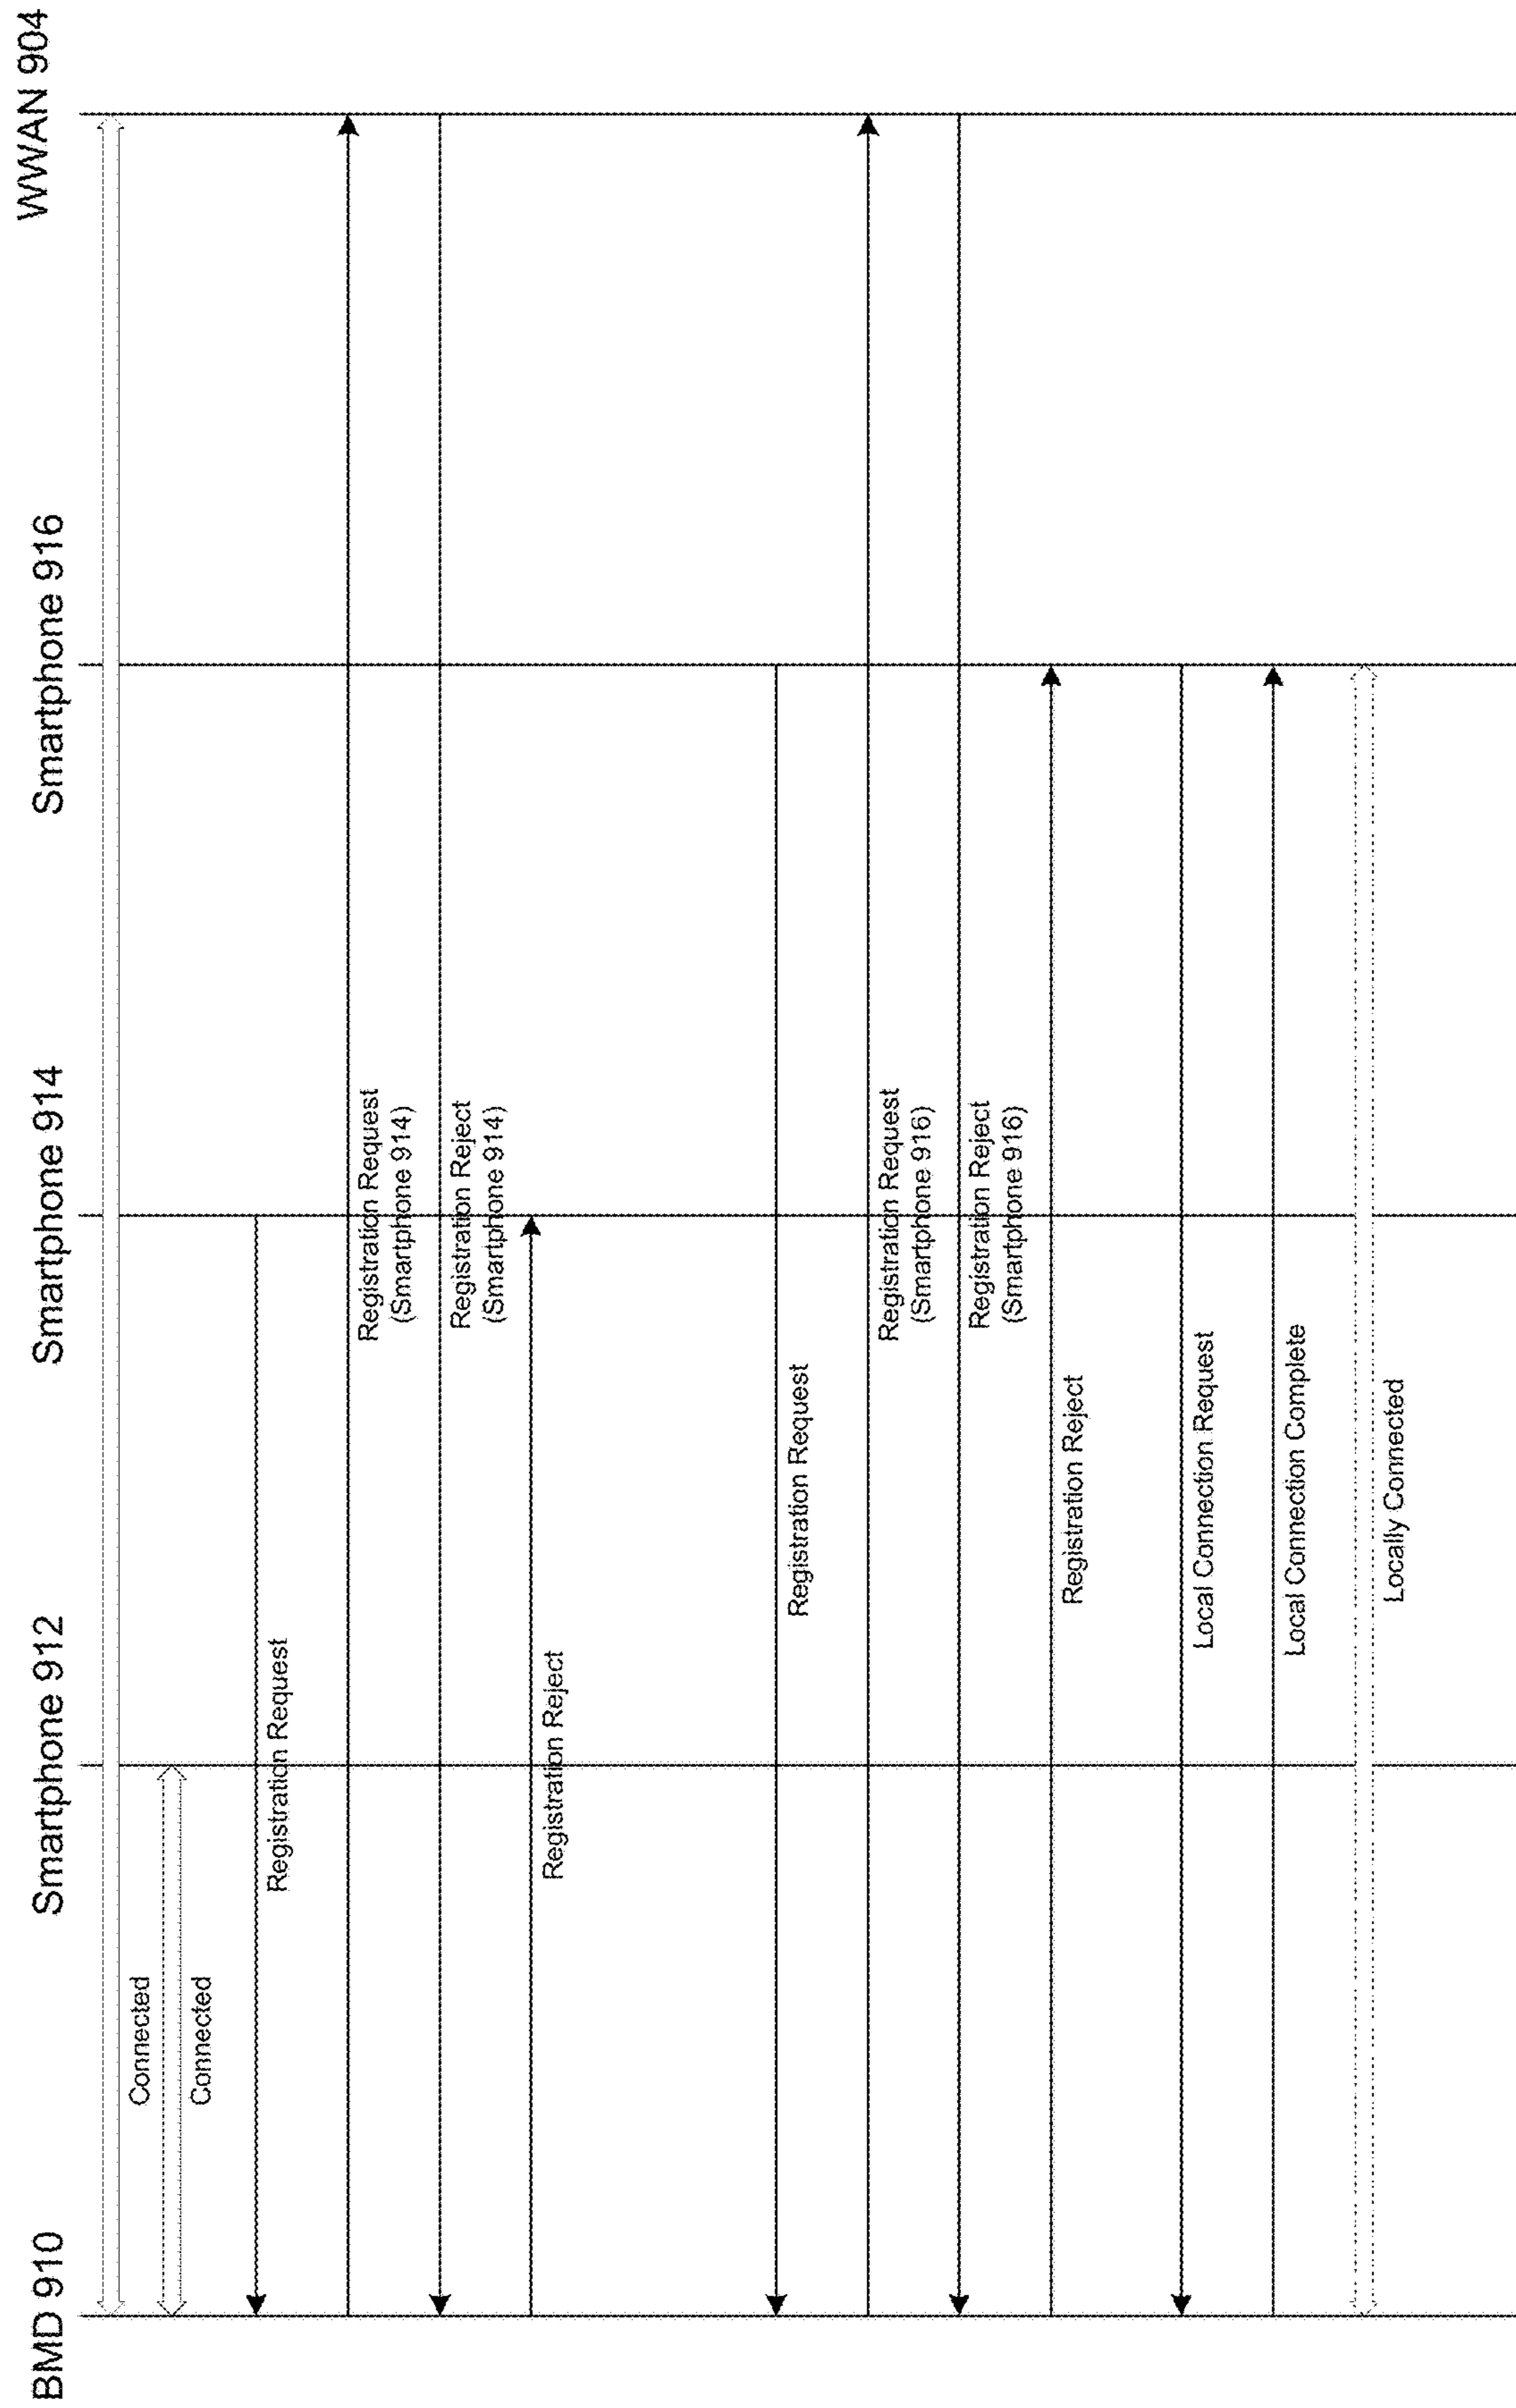 BMD 910
Smartphone 912
Smartphone 914
Smartphone 916
WWAN 904
Connected
Connected
Registration Request
Registration Request
(Smartphone 914)
Registration Reject
(Smartphone 914)
Registration Reject
Registration Request
Registration Request
(Smartphone 916)
Registration Reject
(Smartphone 916)
Registration Reject
Local Connection Request
Local Connection Complete
Locally Connected